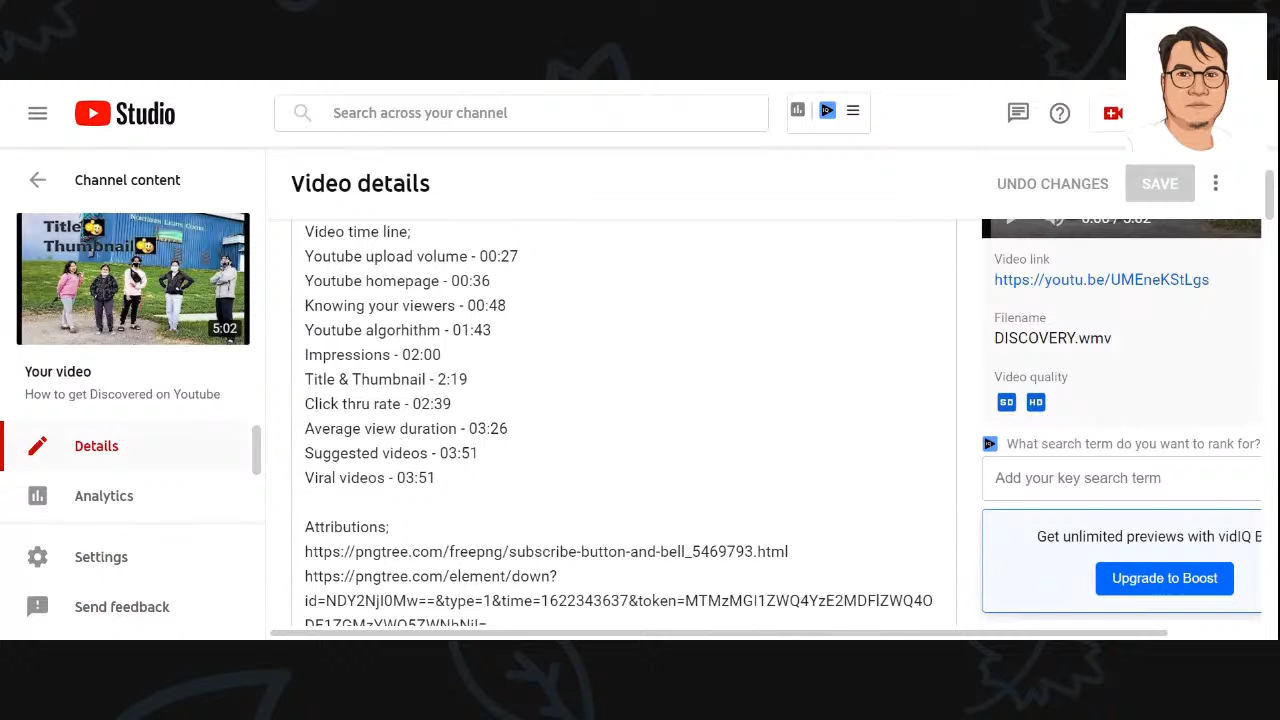 Studio
Search across your channel
Channel content
Video details
UNDO CHANGES
SAVE
Title
Thumbnail
NORTHERN LIGHTS CENTRE
5:02
Your video
How to get Discovered on Youtube
Details
Analytics
Settings
Send feedback
Video time line;
Youtube upload volume - 00:27
Youtube homepage - 00:36
Knowing your viewers - 00:48
Youtube algorhithm - 01:43
Impressions - 02:00
Title & Thumbnail - 2:19
Click thru rate - 02:39
Average view duration - 03:26
Suggested videos - 03:51
Viral videos - 03:51
Attributions;
https://pngtree.com/freepng/subscribe-button-and-bell_5469793.html
https://pngtree.com/element/down?
id=NDY2NjI0Mw==&type=1&time=1622343637&token=MTMzMGI1ZWQ4YzE2MDFlZWQ4O
0:00 / 5:02
Video link
https://youtu.be/UMEneKStLgs
Filename
DISCOVERY.wmv
Video quality
SD HD
What search term do you want to rank for?
Add your key search term
Get unlimited previews with vidIQ B
Upgrade to Boost